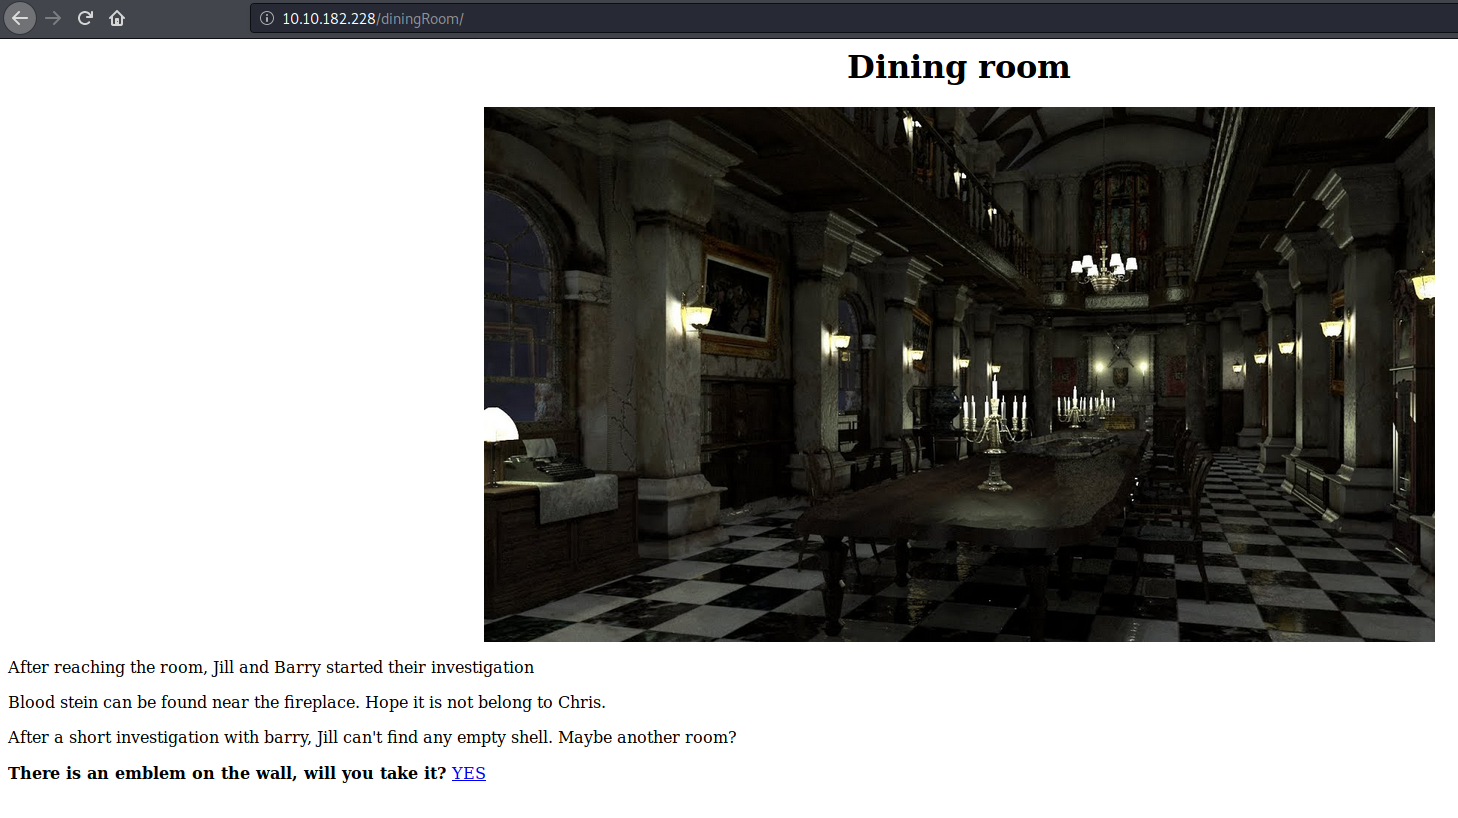 10.10.182.228/diningRoom/
Dining room
After reaching the room, Jill and Barry started their investigation
Blood stein can be found near the fireplace. Hope it is not belong to Chris.
After a short investigation with barry, Jill can't find any empty shell. Maybe another room?
There is an emblem on the wall, will you take it? YES